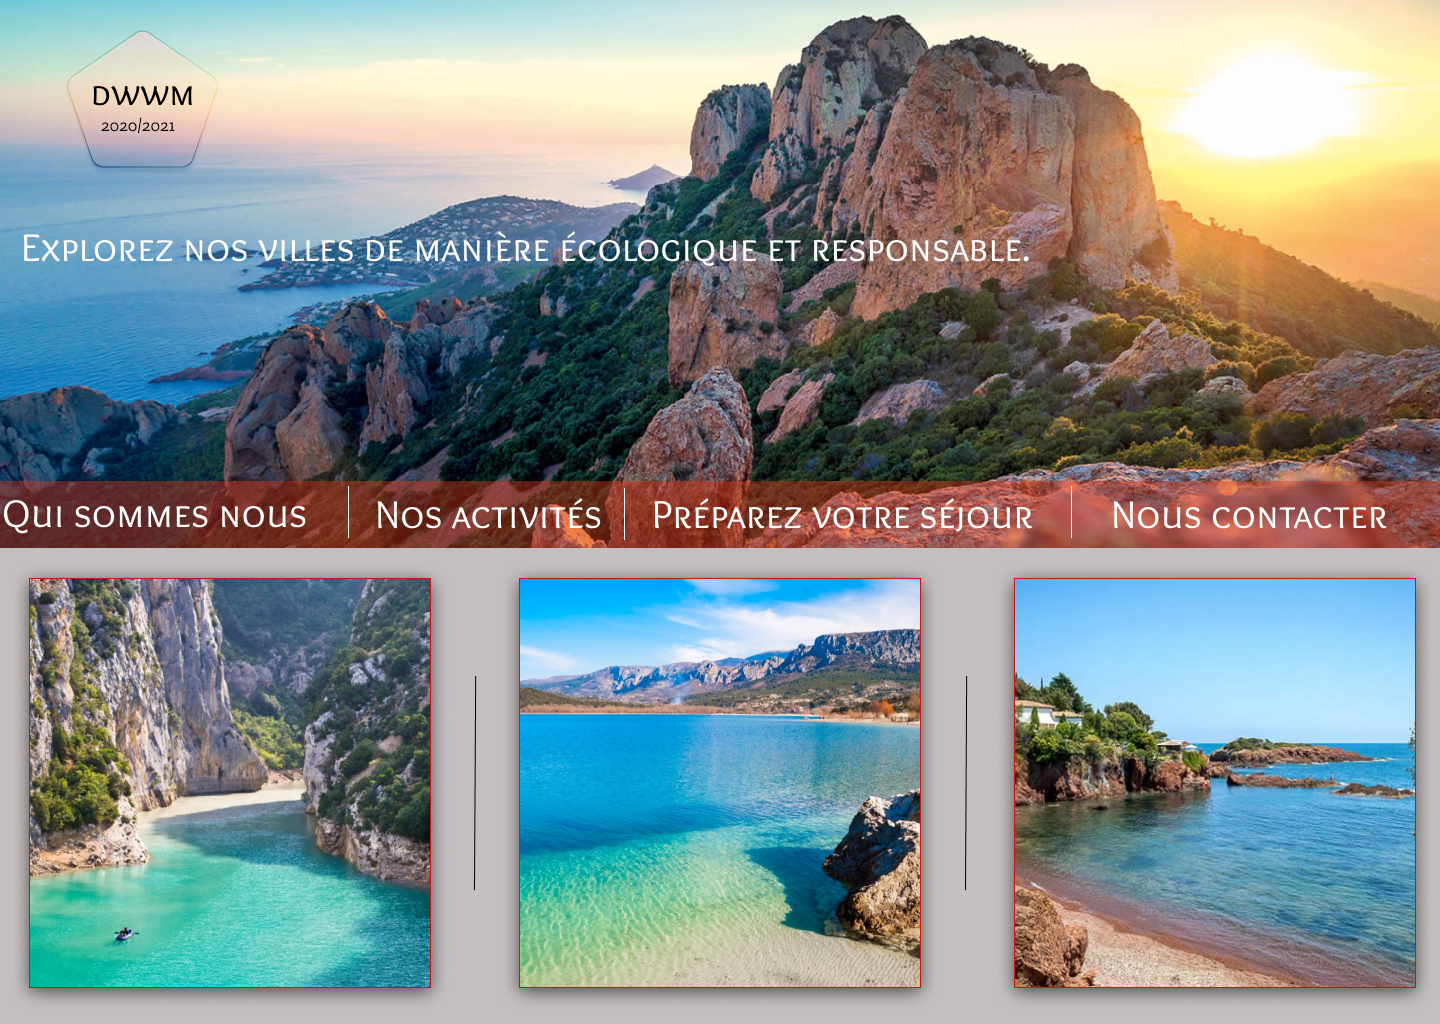 DWWM
2020/2021
Explorez nos villes de manière écologique et responsable.
Qui sommes nous
Nos activités
Préparez votre séjour
Nous contacter